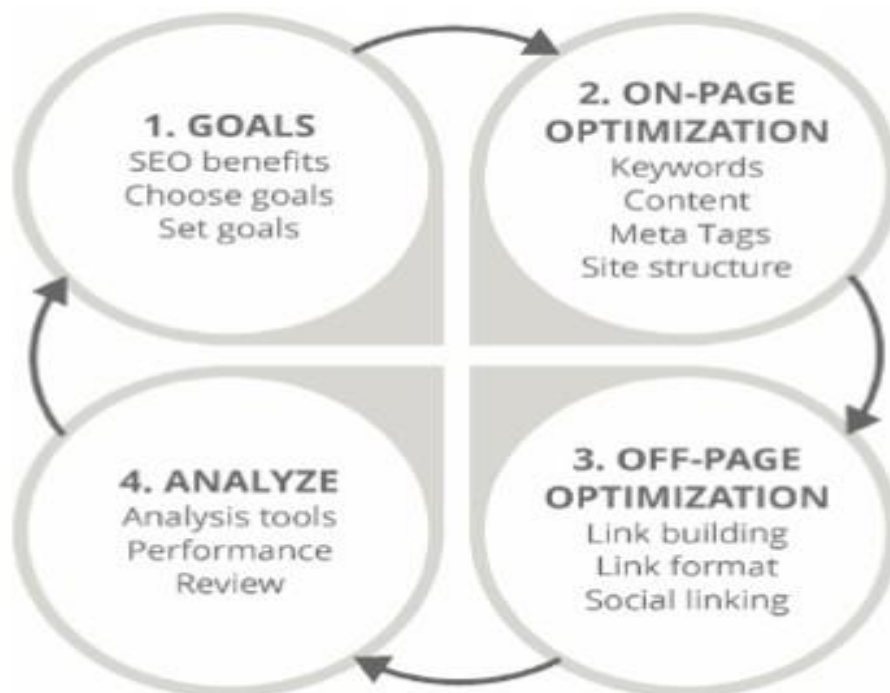 1. GOALS
SEO benefits
Choose goals
Set goals
2. ON-PAGE
OPTIMIZATION
Keywords
Content
Meta Tags
Site structure
3. OFF-PAGE
OPTIMIZATION
Link building
Link format
Social linking
4. ANALYZE
Analysis tools
Performance
Review